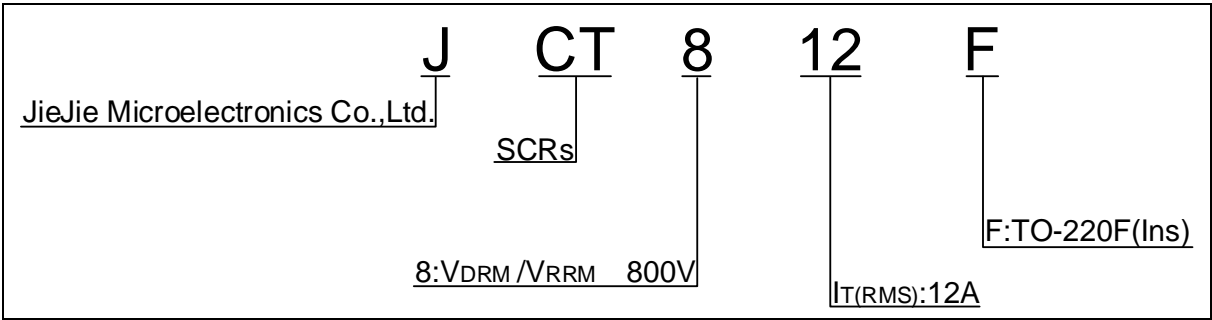 J CT 8 12 F
JieJie Microelectronics Co.,Ltd.
SCRs
F:TO-220F(Ins)
8:VDRM /VRRM 800V
IT(RMS):12A